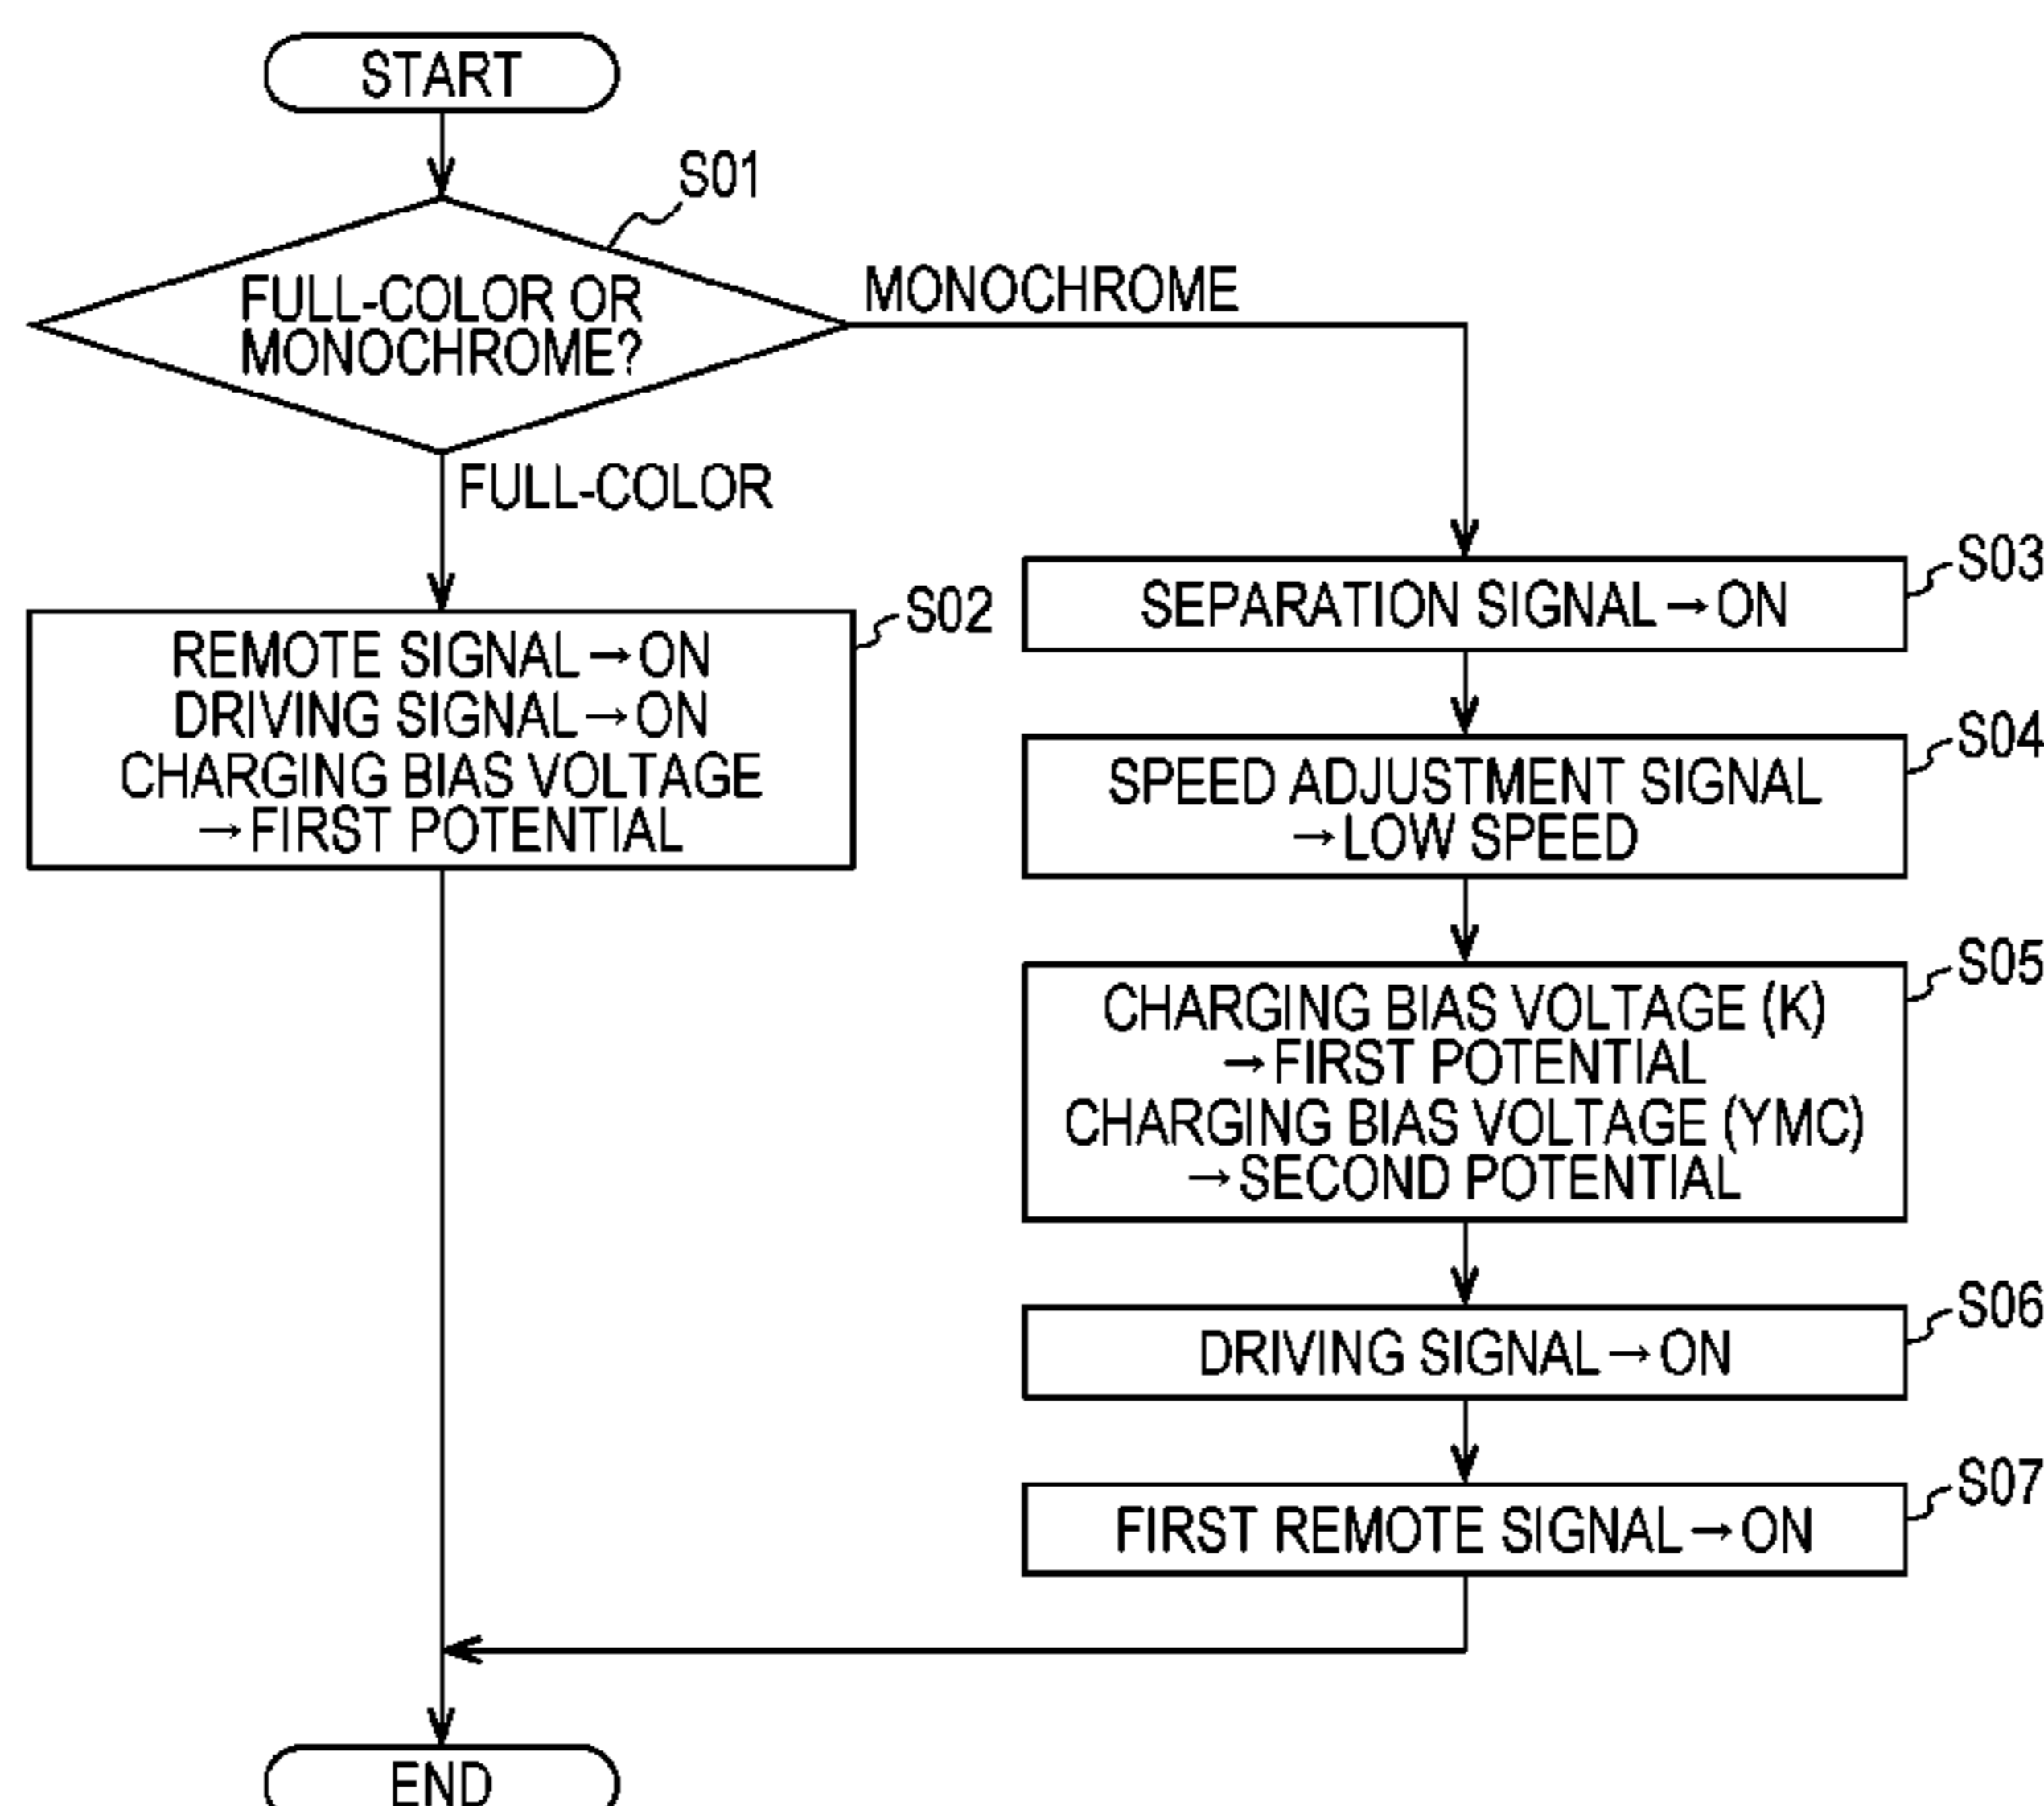 START
S01
FULL-COLOR OR
MONOCHROME?
MONOCHROME
FULL-COLOR
S02
REMOTE SIGNAL→ON
DRIVING SIGNAL→ON
CHARGING BIAS VOLTAGE
→FIRST POTENTIAL
S03
SEPARATION SIGNAL→ON
S04
SPEED ADJUSTMENT SIGNAL
→LOW SPEED
S05
CHARGING BIAS VOLTAGE (K)
→FIRST POTENTIAL
CHARGING BIAS VOLTAGE (YMC)
→SECOND POTENTIAL
S06
DRIVING SIGNAL→ON
S07
FIRST REMOTE SIGNAL→ON
END